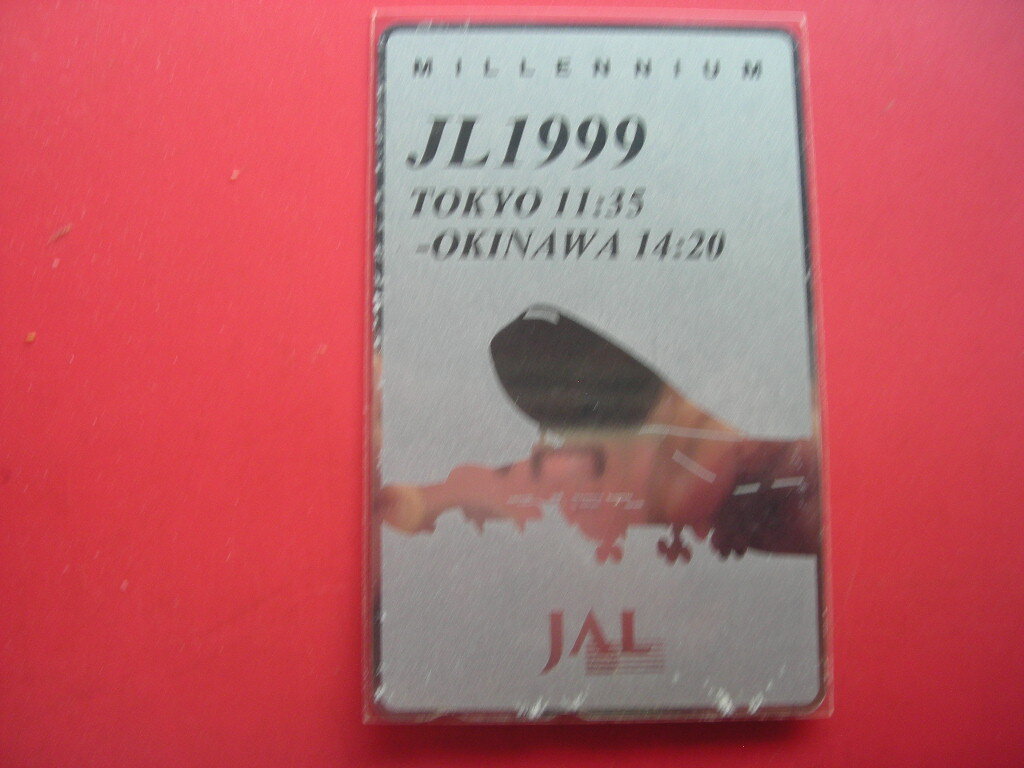 MILLENNIUM
JL1999
TOKYO 11:35
-OKINAWA 14:20
JAL